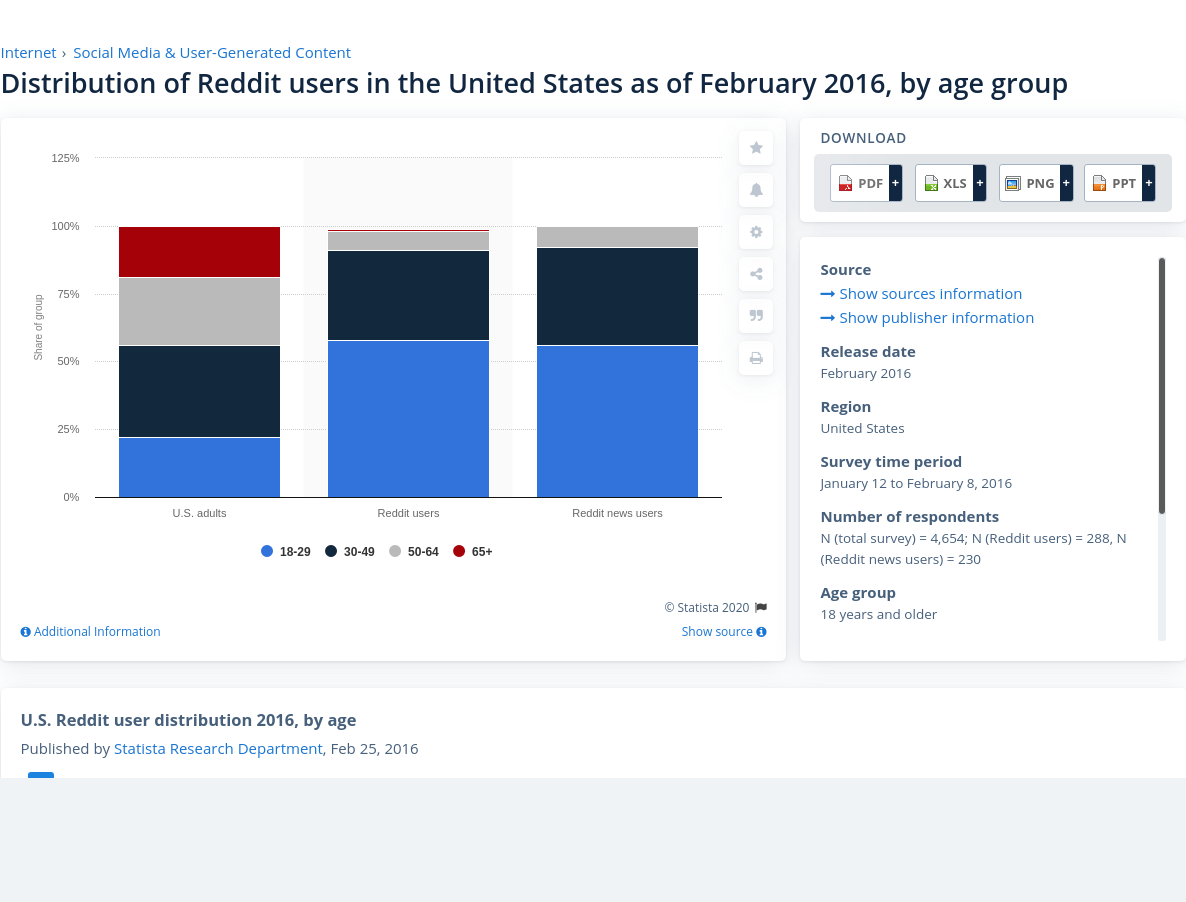 Internet › Social Media & User-Generated Content
Distribution of Reddit users in the United States as of February 2016, by age group
125%
100%
75%
50%
25%
0%
Share of group
U.S. adults
Reddit users
Reddit news users
18-29
30-49
50-64
65+
© Statista 2020
Additional Information
Show source
DOWNLOAD
PDF +
XLS +
PNG +
PPT +
Source
Show sources information
Show publisher information
Release date
February 2016
Region
United States
Survey time period
January 12 to February 8, 2016
Number of respondents
N (total survey) = 4,654; N (Reddit users) = 288, N
(Reddit news users) = 230
Age group
18 years and older
U.S. Reddit user distribution 2016, by age
Published by Statista Research Department, Feb 25, 2016